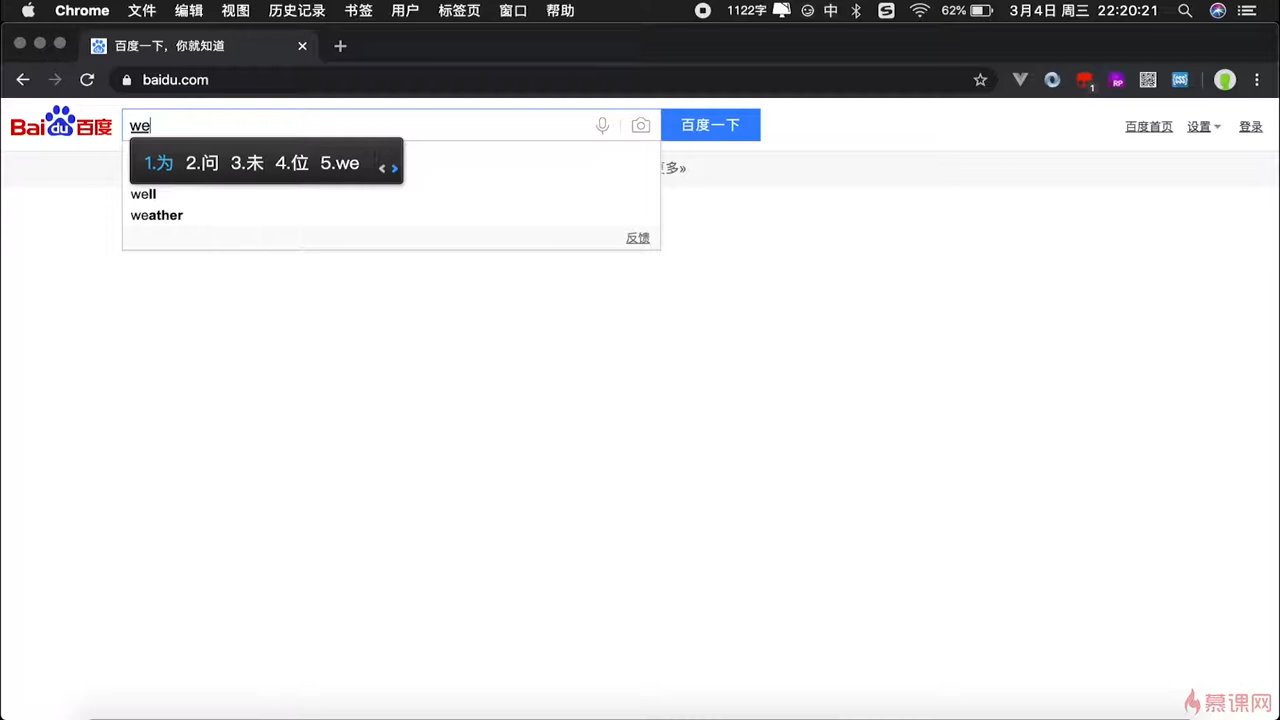 Chrome 文件 编辑 视图 历史记录 书签 用户 标签页 窗口 帮助 1122字 中 62% 3月4日 周三 22:20:21
百度一下，你就知道
baidu.com
Bai du 百度 we 百度一下 百度首页 设置 登录
1.为 2.问 3.未 4.位 5.we
更多»
well
weather
反馈
慕课网